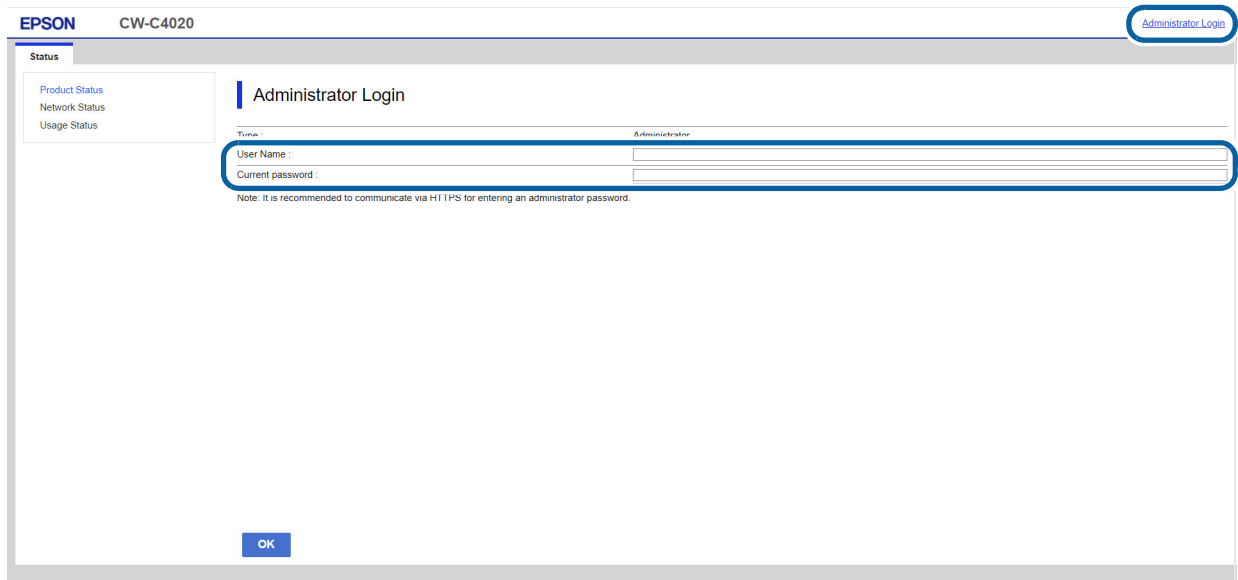 EPSON CW-C4020 Administrator Login
Status
Product Status
Network Status
Usage Status
Administrator Login
Type : Administrator
User Name :
Current password :
Note: It is recommended to communicate via HTTPS for entering an administrator password.
OK